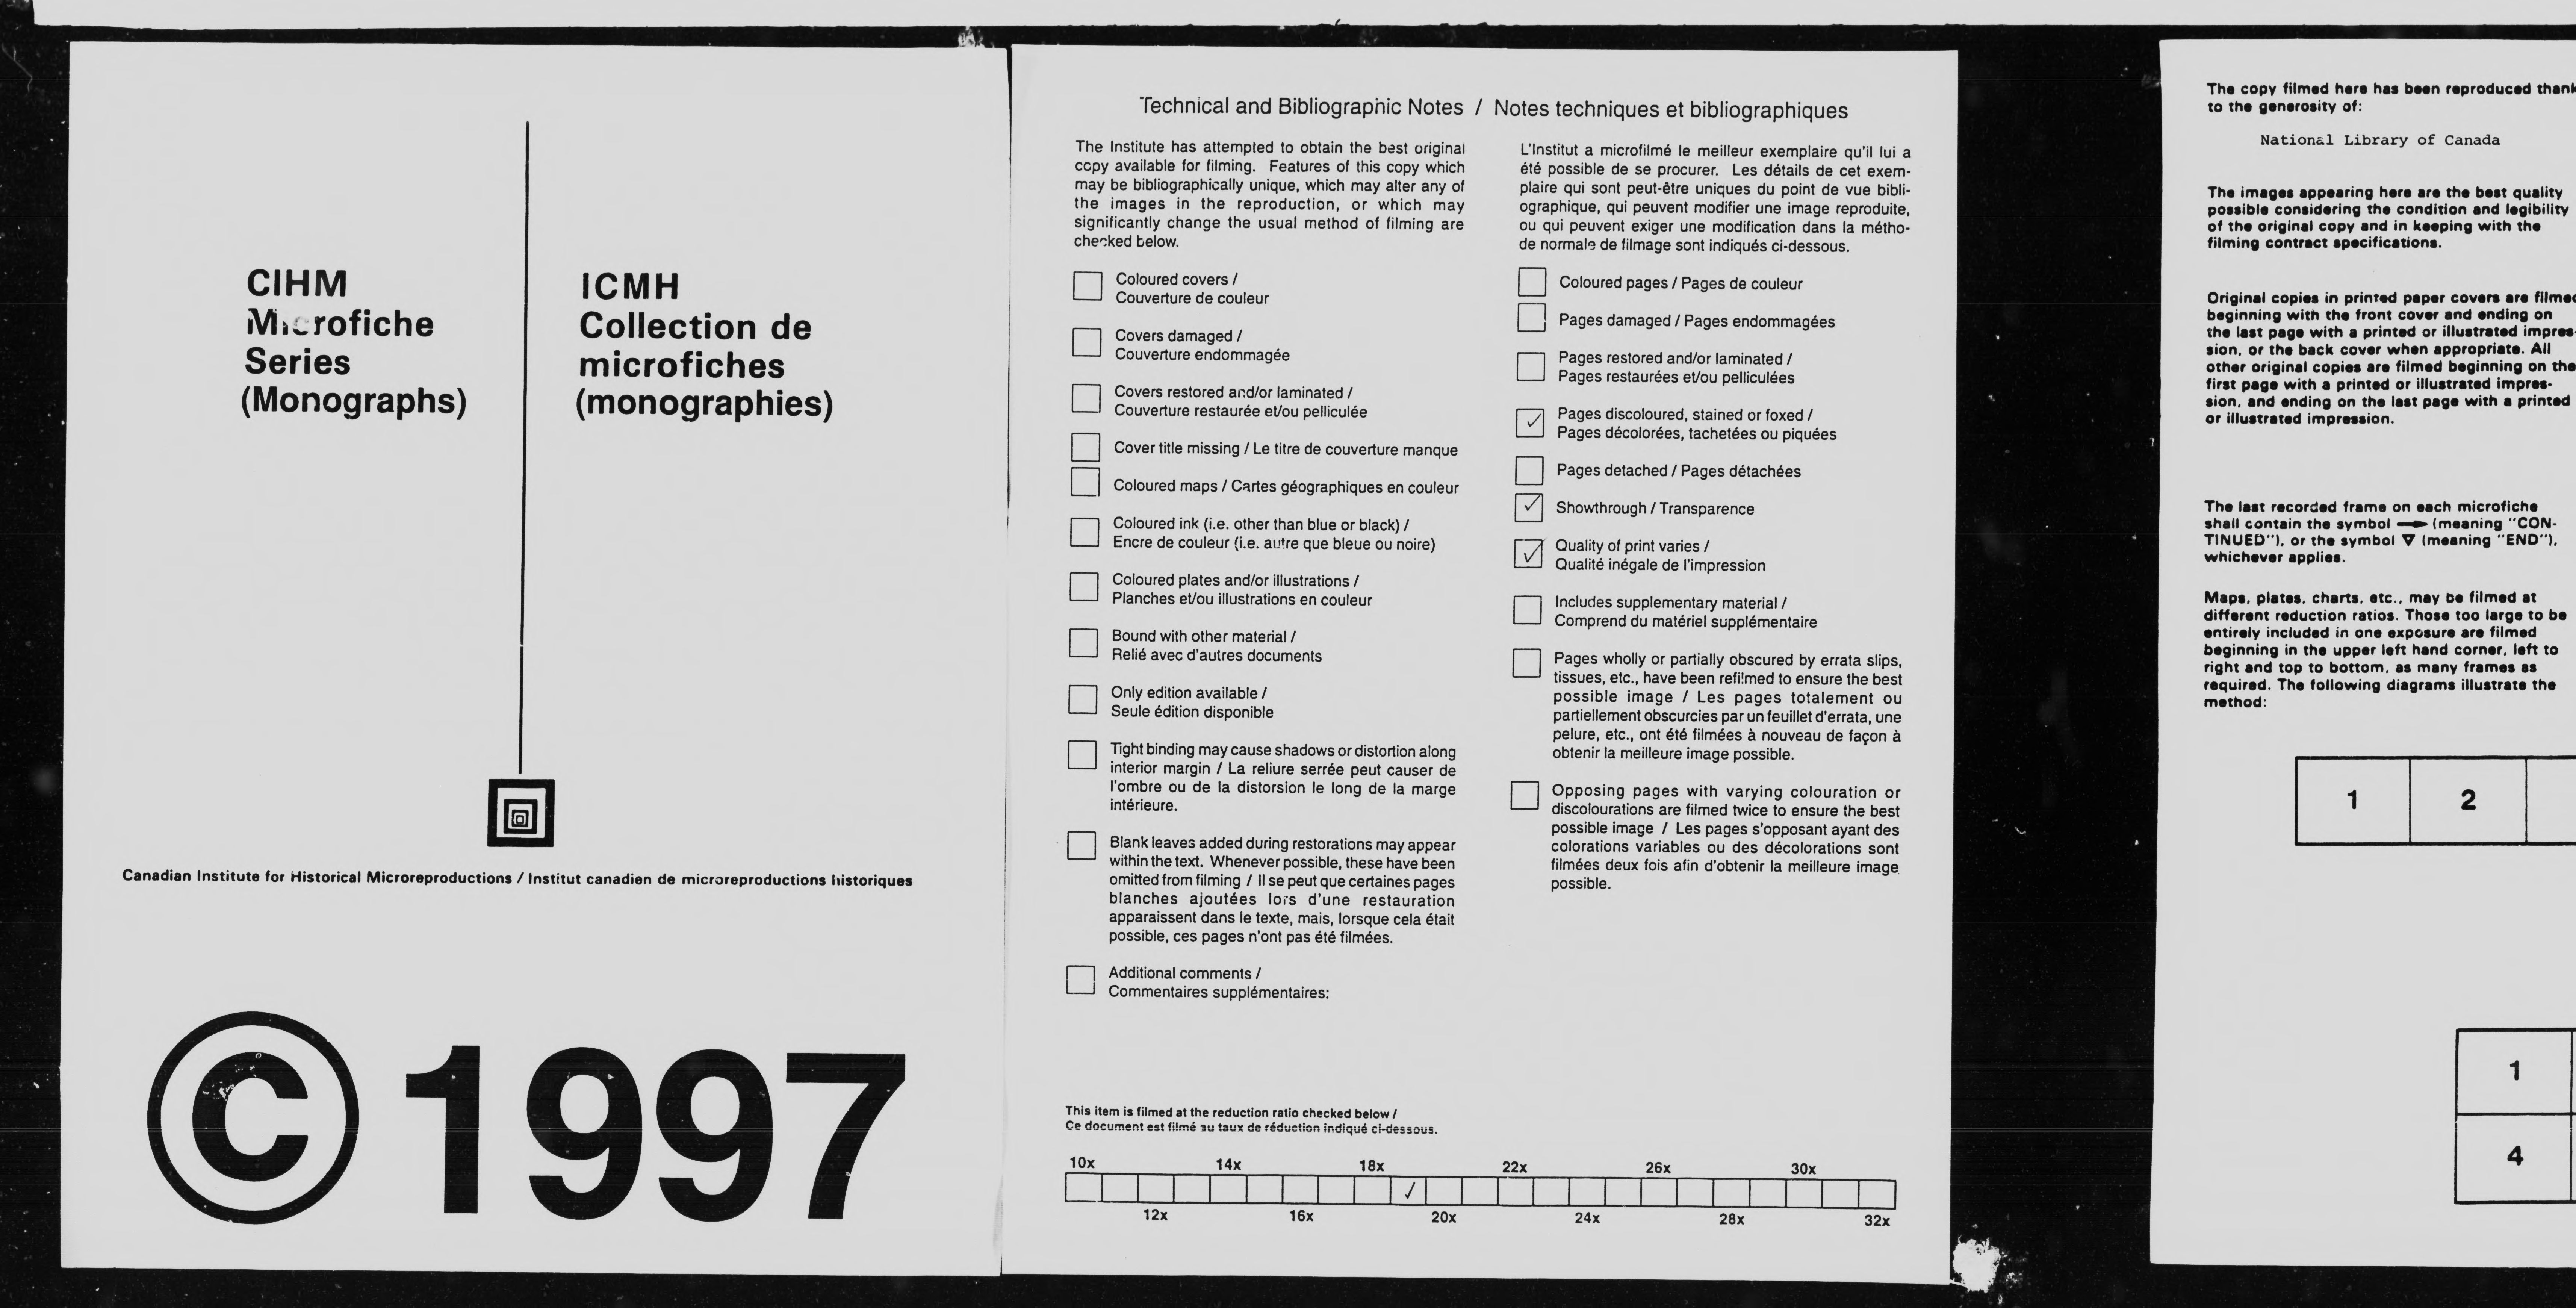 CIHM
Microfiche
Series
(Monographs)
ICMH
Collection de
microfiches
(monographies)
Canadian Institute for Historical Microreproductions / Institut canadien de microreproductions historiques
© 1997
Technical and Bibliographic Notes / Notes techniques et bibliographiques
The Institute has attempted to obtain the best original
copy available for filming. Features of this copy which
may be bibliographically unique, which may alter any of
the images in the reproduction, or which may
significantly change the usual method of filming are
checked below.
Coloured covers /
Couverture de couleur
Covers damaged /
Couverture endommagée
Covers restored and/or laminated /
Couverture restaurée et/ou pelliculée
Cover title missing / Le titre de couverture manque
Coloured maps / Cartes géographiques en couleur
Coloured ink (i.e. other than blue or black) /
Encre de couleur (i.e. autre que bleue ou noire)
Coloured plates and/or illustrations /
Planches et/ou illustrations en couleur
Bound with other material /
Relié avec d'autres documents
Only edition available /
Seule édition disponible
Tight binding may cause shadows or distortion along
interior margin / La reliure serrée peut causer de
l'ombre ou de la distorsion le long de la marge
intérieure.
Blank leaves added during restorations may appear
within the text. Whenever possible, these have been
omitted from filming / Il se peut que certaines pages
blanches ajoutées lors d'une restauration
apparaissent dans le texte, mais, lorsque cela était
possible, ces pages n'ont pas été filmées.
Additional comments /
Commentaires supplémentaires:
L'Institut a microfilmé le meilleur exemplaire qu'il lui a
été possible de se procurer. Les détails de cet exem-
plaire qui sont peut-être uniques du point de vue bibli-
ographique, qui peuvent modifier une image reproduite,
ou qui peuvent exiger une modification dans la métho-
de normale de filmage sont indiqués ci-dessous.
Coloured pages / Pages de couleur
Pages damaged / Pages endommagées
Pages restored and/or laminated /
Pages restaurées et/ou pelliculées
✓ Pages discoloured, stained or foxed /
Pages décolorées, tachetées ou piquées
Pages detached / Pages détachées
✓ Showthrough / Transparence
✓ Quality of print varies /
Qualité inégale de l'impression
Includes supplementary material /
Comprend du matériel supplémentaire
Pages wholly or partially obscured by errata slips,
tissues, etc., have been refilmed to ensure the best
possible image / Les pages totalement ou
partiellement obscurcies par un feuillet d'errata, une
pelure, etc., ont été filmées à nouveau de façon à
obtenir la meilleure image possible.
Opposing pages with varying colouration or
discolourations are filmed twice to ensure the best
possible image / Les pages s'opposant ayant des
colorations variables ou des décolorations sont
filmées deux fois afin d'obtenir la meilleure image
possible.
This item is filmed at the reduction ratio checked below /
Ce document est filmé au taux de réduction indiqué ci-dessous.
10x 14x 18x 22x 26x 30x
✓
12x 16x 20x 24x 28x 32x
The copy filmed here has been reproduced thank
to the generosity of:
National Library of Canada
The images appearing here are the best quality
possible considering the condition and legibility
of the original copy and in keeping with the
filming contract specifications.
Original copies in printed paper covers are filmed
beginning with the front cover and ending on
the last page with a printed or illustrated impres-
sion, or the back cover when appropriate. All
other original copies are filmed beginning on the
first page with a printed or illustrated impres-
sion, and ending on the last page with a printed
or illustrated impression.
The last recorded frame on each microfiche
shall contain the symbol → (meaning "CON-
TINUED"), or the symbol ▽ (meaning "END"),
whichever applies.
Maps, plates, charts, etc., may be filmed at
different reduction ratios. Those too large to be
entirely included in one exposure are filmed
beginning in the upper left hand corner, left to
right and top to bottom, as many frames as
required. The following diagrams illustrate the
method:
1 2
1
4